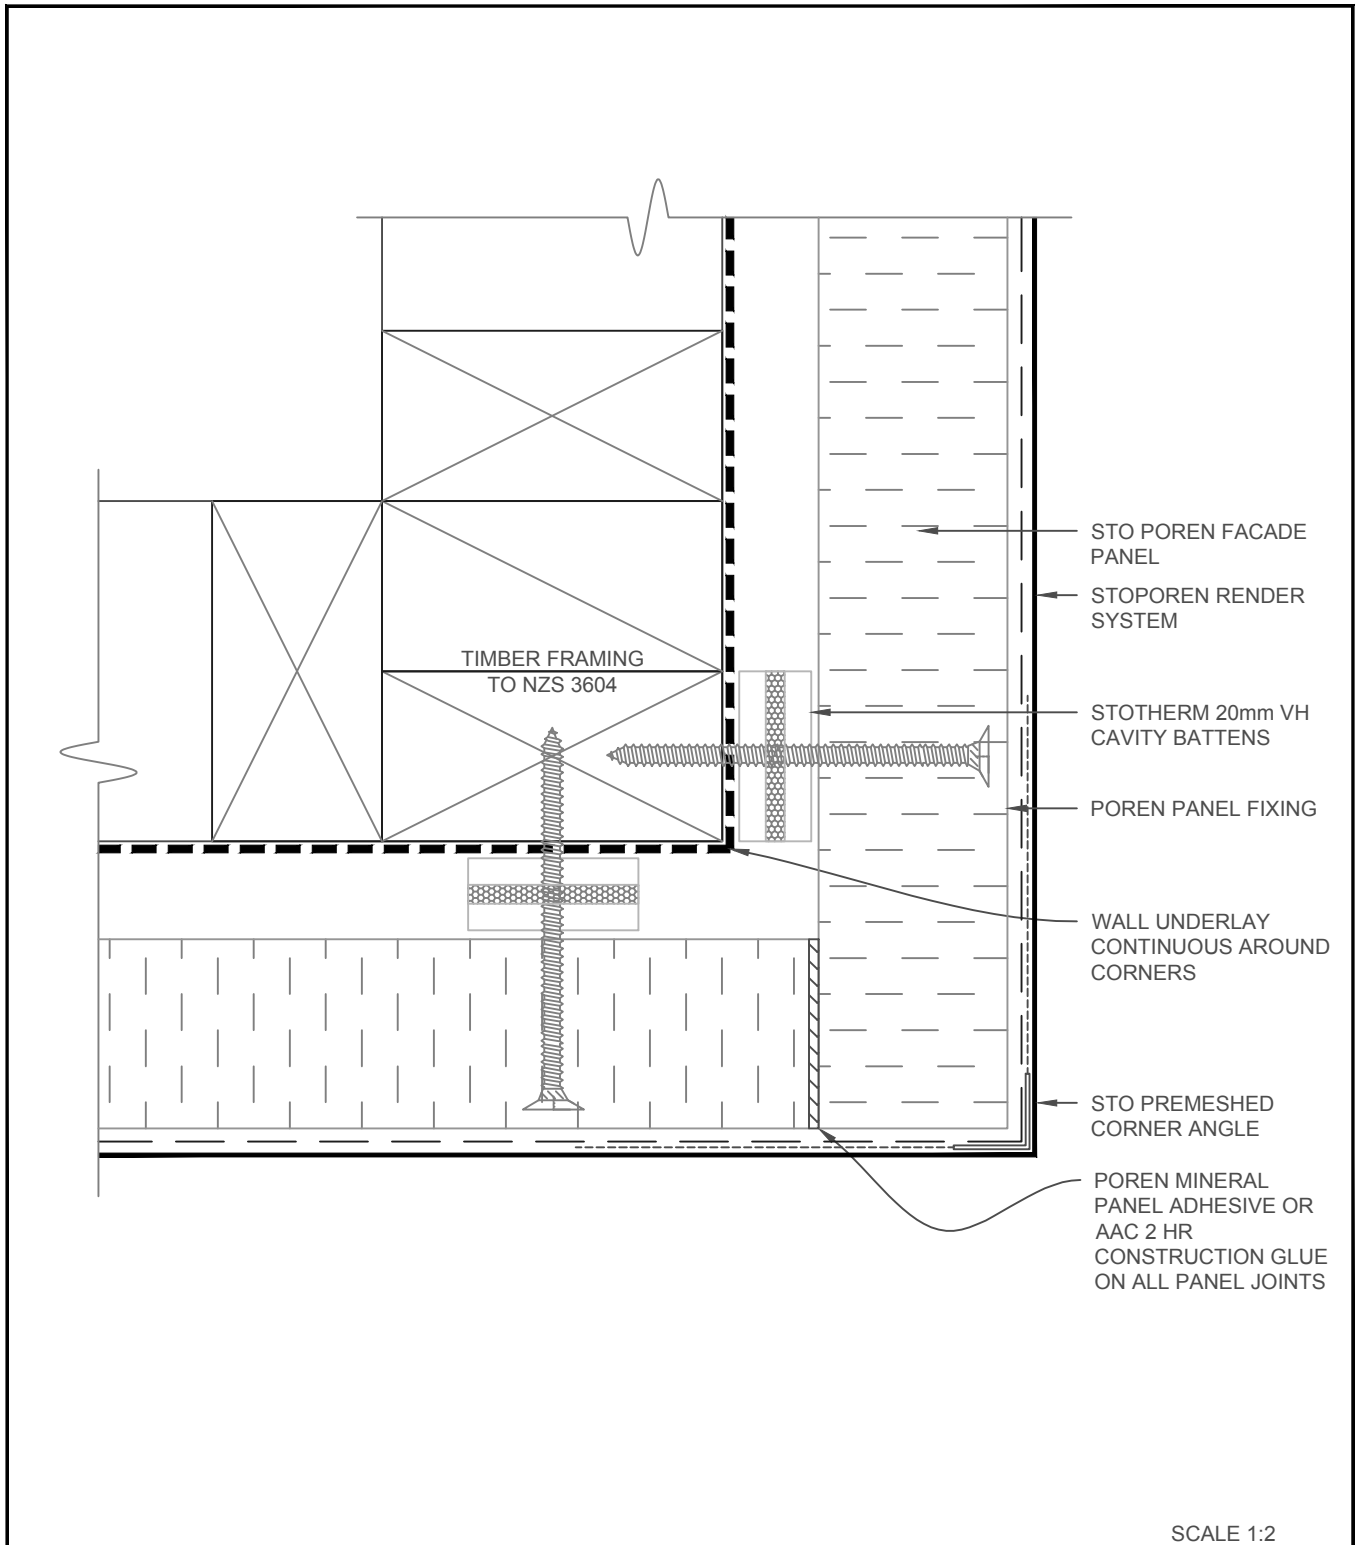 STO POREN FACADE
PANEL
STOPOREN RENDER
SYSTEM
TIMBER FRAMING
TO NZS 3604
STOTHERM 20mm VH
CAVITY BATTENS
POREN PANEL FIXING
WALL UNDERLAY
CONTINUOUS AROUND
CORNERS
STO PREMESHED
CORNER ANGLE
POREN MINERAL
PANEL ADHESIVE OR
AAC 2 HR
CONSTRUCTION GLUE
ON ALL PANEL JOINTS
SCALE 1:2